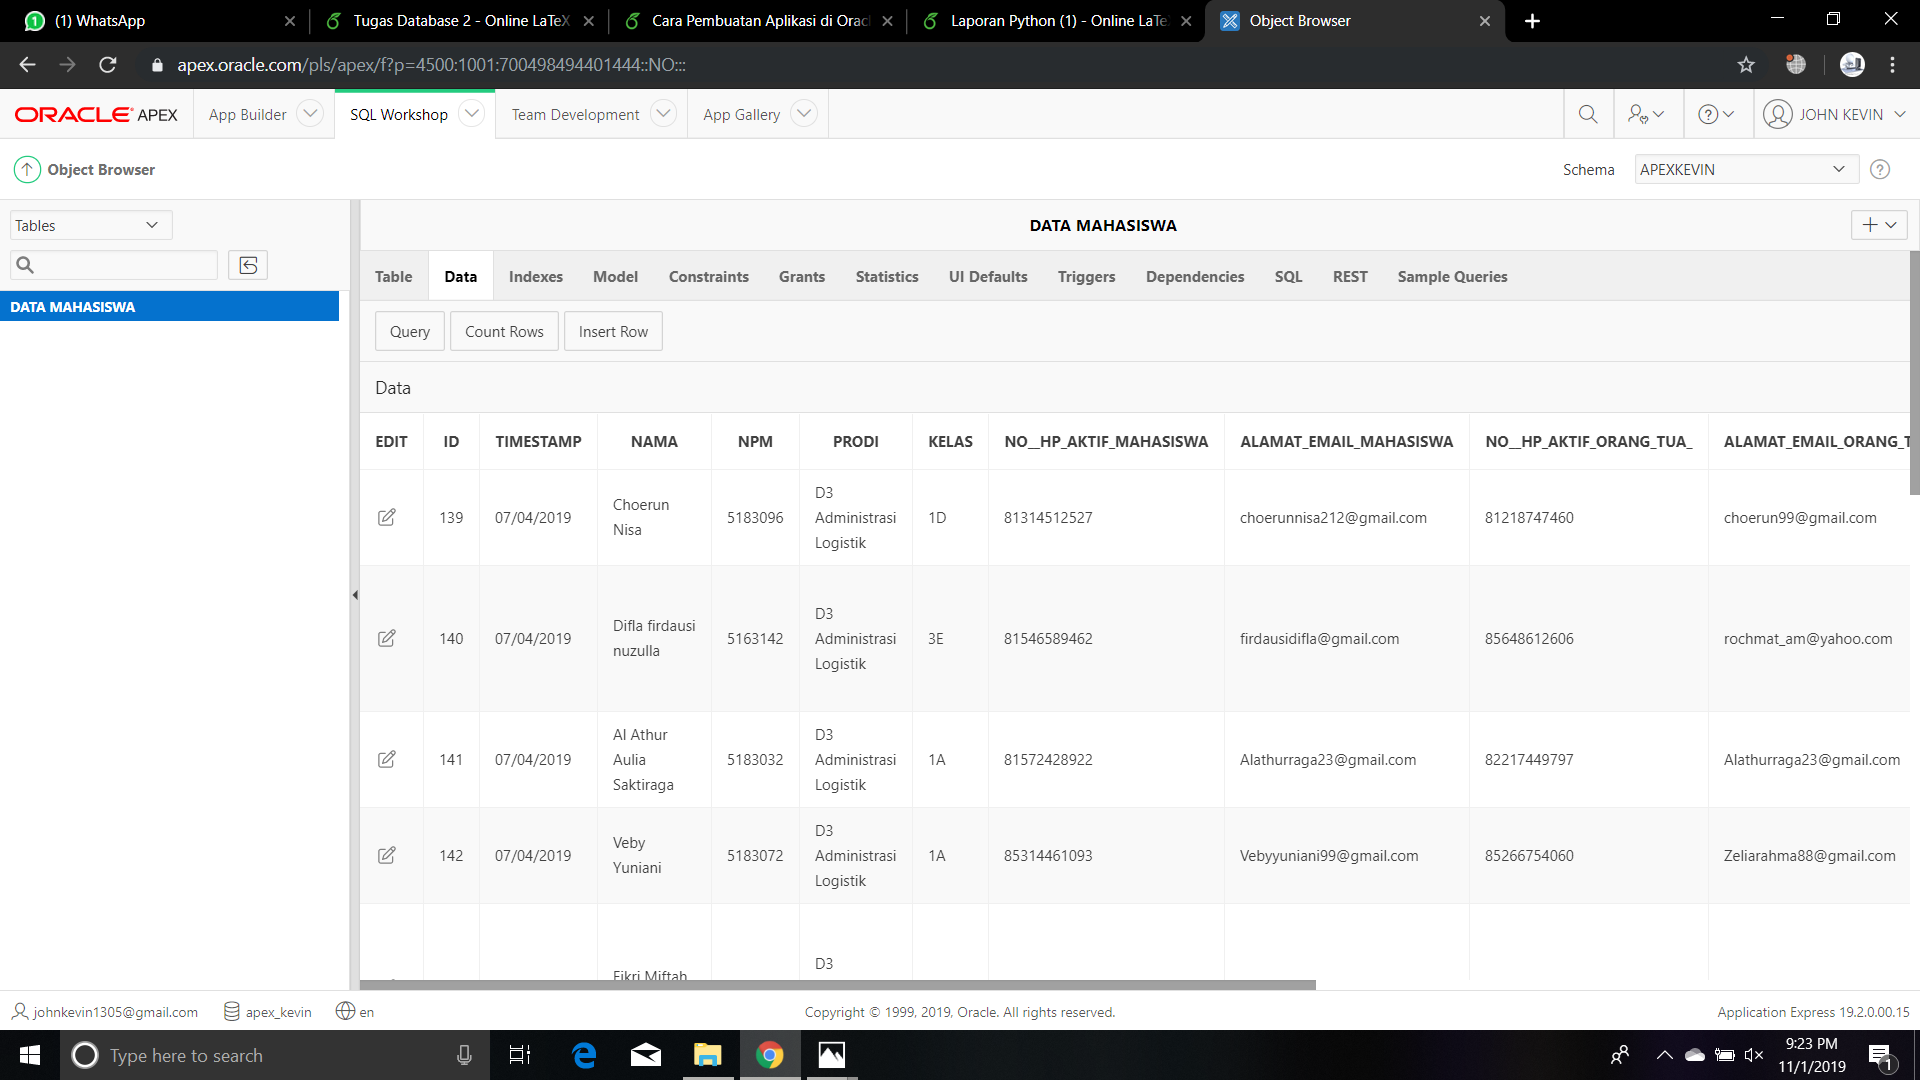 (1) WhatsApp
Tugas Database 2 - Online LaTeX
Cara Pembuatan Aplikasi di Orac
Laporan Python (1) - Online LaTe
Object Browser
apex.oracle.com/pls/apex/f?p=4500:1001:700498494401444::NO:::
ORACLE APEX
App Builder
SQL Workshop
Team Development
App Gallery
JOHN KEVIN
Object Browser
Schema
APEXKEVIN
Tables
DATA MAHASISWA
DATA MAHASISWA
Table
Data
Indexes
Model
Constraints
Grants
Statistics
UI Defaults
Triggers
Dependencies
SQL
REST
Sample Queries
Query
Count Rows
Insert Row
Data
EDIT ID TIMESTAMP NAMA NPM PRODI KELAS NO__HP_AKTIF_MAHASISWA ALAMAT_EMAIL_MAHASISWA NO__HP_AKTIF_ORANG_TUA_ ALAMAT_EMAIL_ORANG_T
139 07/04/2019 Choerun Nisa 5183096 D3 Administrasi Logistik 1D 81314512527 choerunnisa212@gmail.com 81218747460 choerun99@gmail.com
140 07/04/2019 Difla firdausi nuzulla 5163142 D3 Administrasi Logistik 3E 81546589462 firdausidifla@gmail.com 85648612606 rochmat_am@yahoo.com
141 07/04/2019 Al Athur Aulia Saktiraga 5183032 D3 Administrasi Logistik 1A 81572428922 Alathurraga23@gmail.com 82217449797 Alathurraga23@gmail.com
142 07/04/2019 Veby Yuniani 5183072 D3 Administrasi Logistik 1A 85314461093 Vebyyuniani99@gmail.com 85266754060 Zeliarahma88@gmail.com
Fikri Miftah D3
johnkevin1305@gmail.com
apex_kevin
en
Copyright © 1999, 2019, Oracle. All rights reserved.
Application Express 19.2.0.00.15
Type here to search
9:23 PM
11/1/2019
1